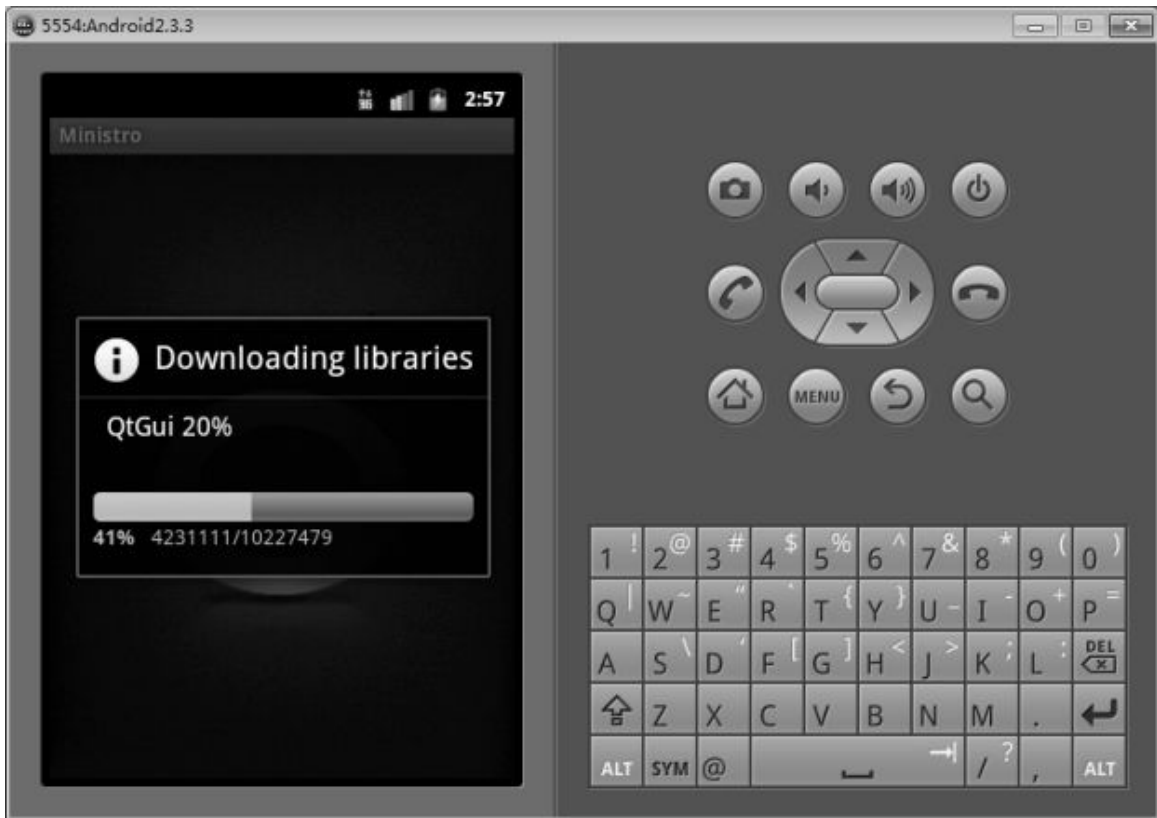 5554:Android2.3.3
3G 2:57
Ministro
Downloading libraries
QtGui 20%
41% 4231111/10227479
MENU
1 ! 2 @ 3 # 4 $ 5 % 6 ^ 7 & 8 * 9 ( 0 )
Q | W ~ E “ R ` T { Y } U _ I - O + P =
A S \ D ‘ F [ G ] H < J > K ; L : DEL
Z X C V B N M .
ALT SYM @ / ? , ALT